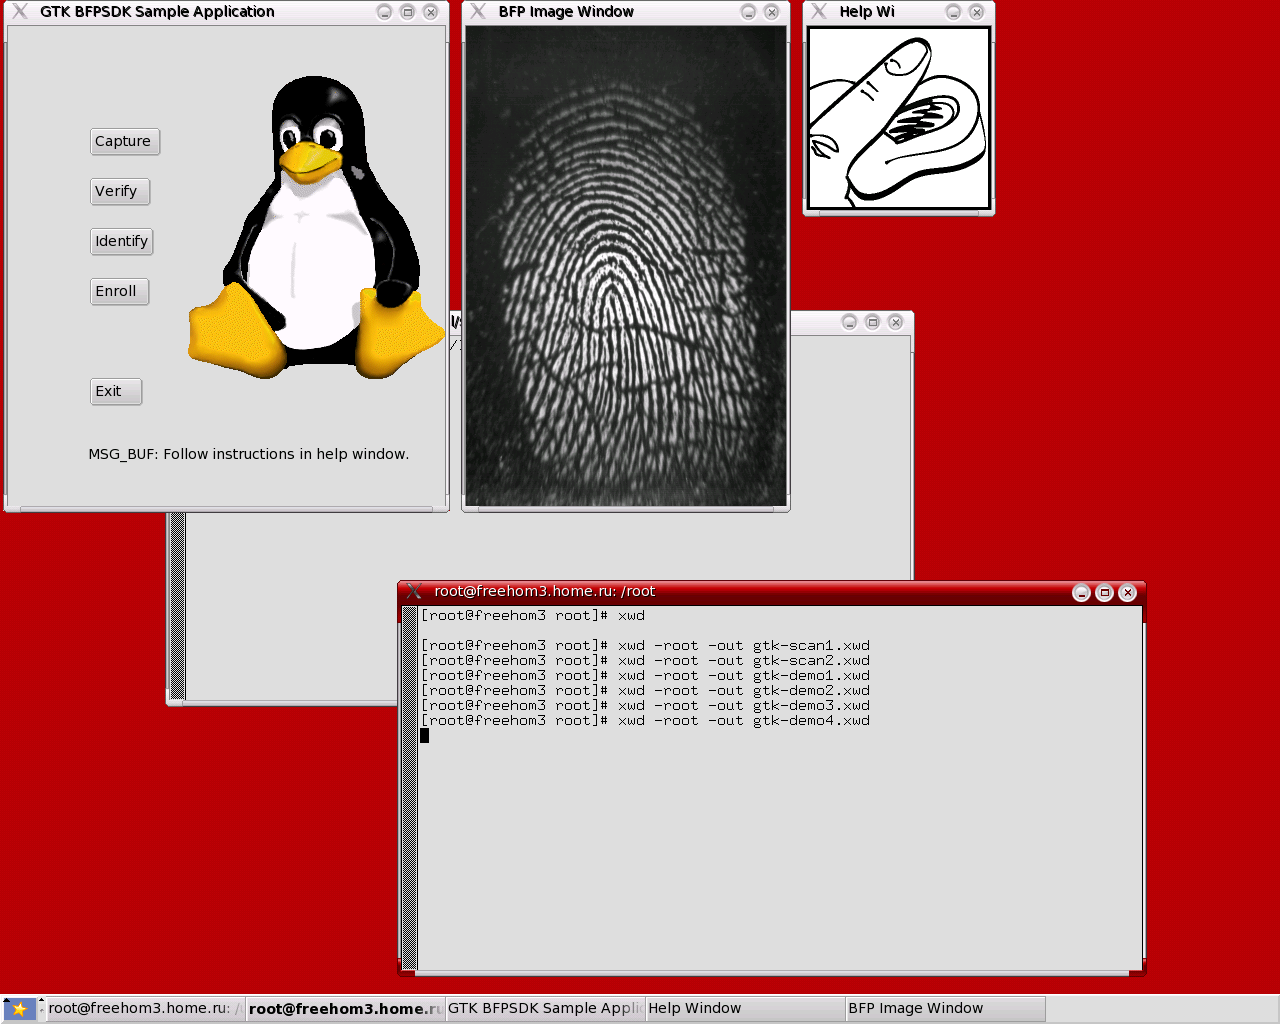 GTK BFPSDK Sample Application
BFP Image Window
Help Wi
Capture
Verify
Identify
Enroll
Exit
MSG_BUF: Follow instructions in help window.
root@freehom3.home.ru: /root
[root@freehom3 root]# xwd
[root@freehom3 root]# xwd -root -out gtk-scan1.xwd
[root@freehom3 root]# xwd -root -out gtk-scan2.xwd
[root@freehom3 root]# xwd -root -out gtk-demo1.xwd
[root@freehom3 root]# xwd -root -out gtk-demo2.xwd
[root@freehom3 root]# xwd -root -out gtk-demo3.xwd
[root@freehom3 root]# xwd -root -out gtk-demo4.xwd
root@freehom3.home.ru: /
root@freehom3.home.ru
GTK BFPSDK Sample Appli
Help Window
BFP Image Window